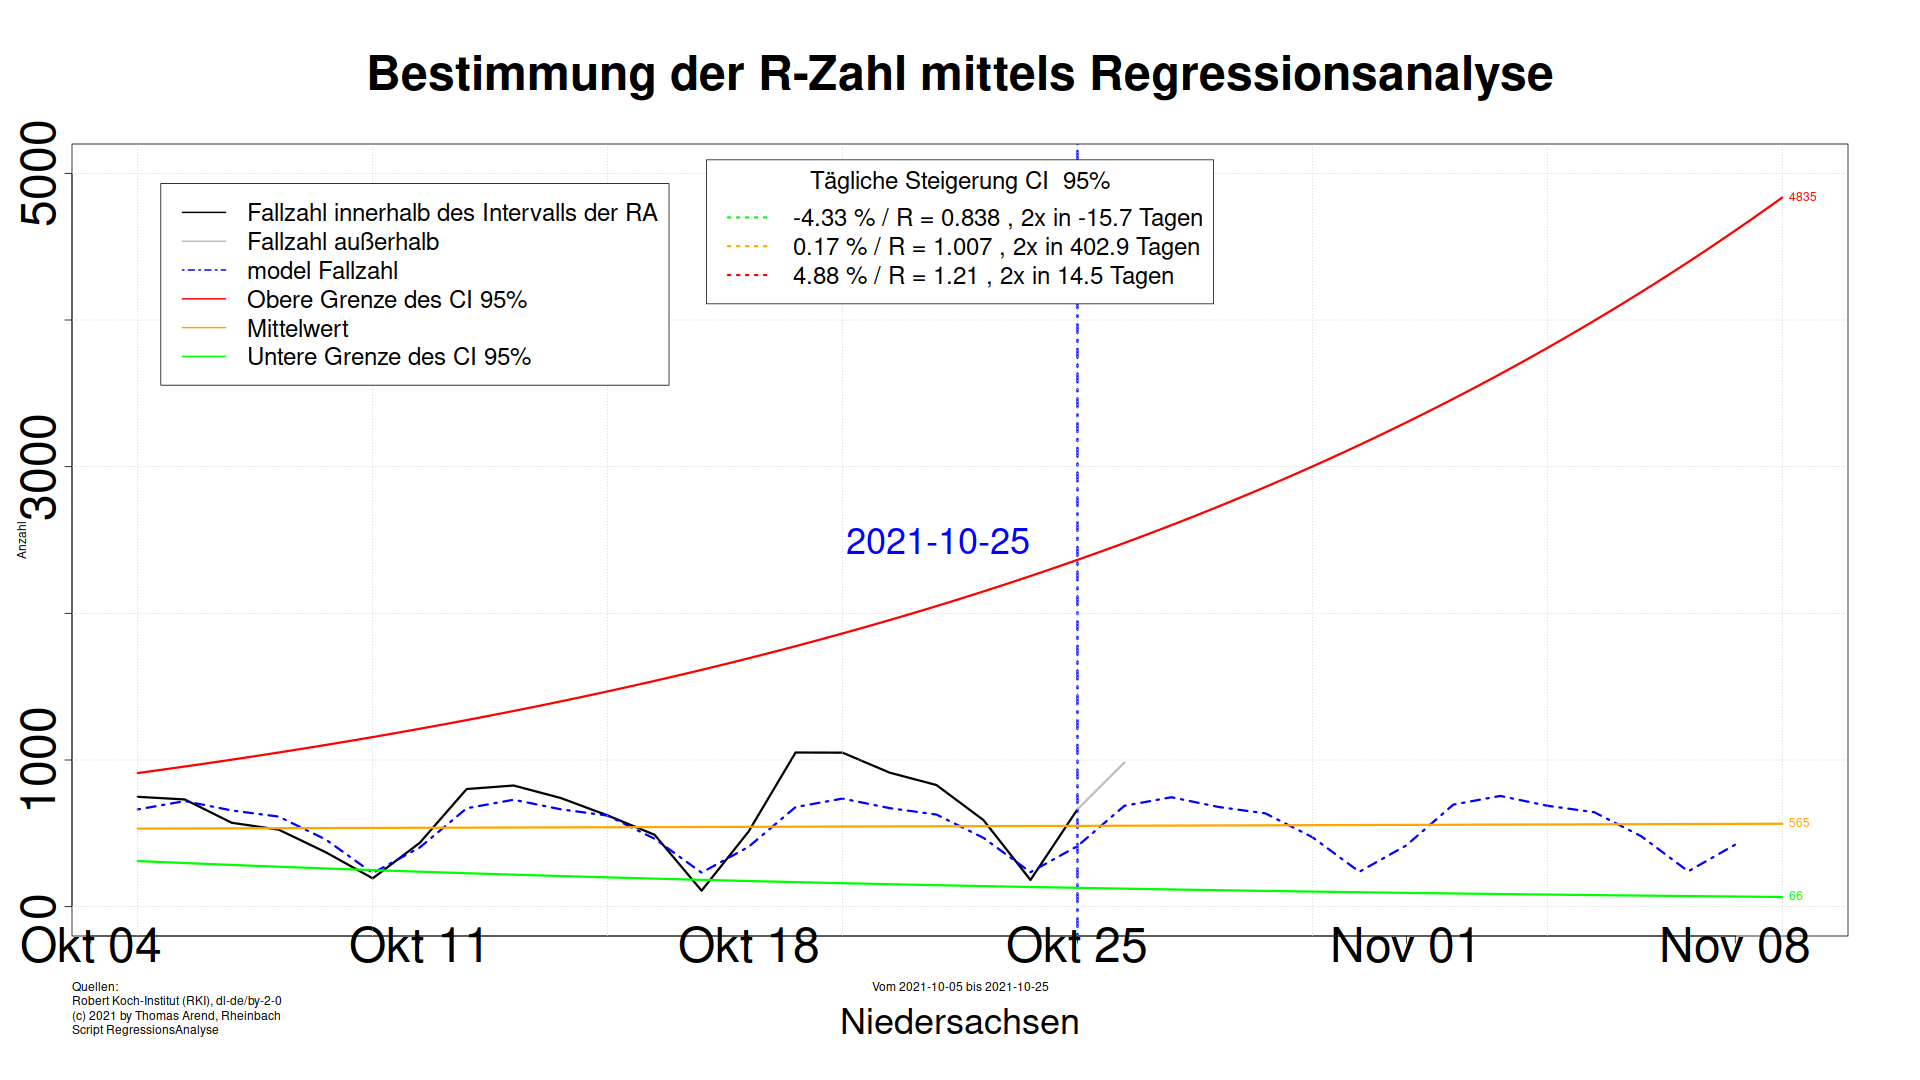 Bestimmung der R-Zahl mittels Regressionsanalyse
Anzahl
5000
3000
1000
0
Fallzahl innerhalb des Intervalls der RA
Fallzahl außerhalb
model Fallzahl
Obere Grenze des CI 95%
Mittelwert
Untere Grenze des CI 95%
Tägliche Steigerung CI 95%
-4.33 % / R = 0.838 , 2x in -15.7 Tagen
0.17 % / R = 1.007 , 2x in 402.9 Tagen
4.88 % / R = 1.21 , 2x in 14.5 Tagen
4835
2021-10-25
565
66
Okt 04 Okt 11 Okt 18 Okt 25 Nov 01 Nov 08
Quellen:
Robert Koch-Institut (RKI), dl-de/by-2-0
(c) 2021 by Thomas Arend, Rheinbach
Script RegressionsAnalyse
Vom 2021-10-05 bis 2021-10-25
Niedersachsen